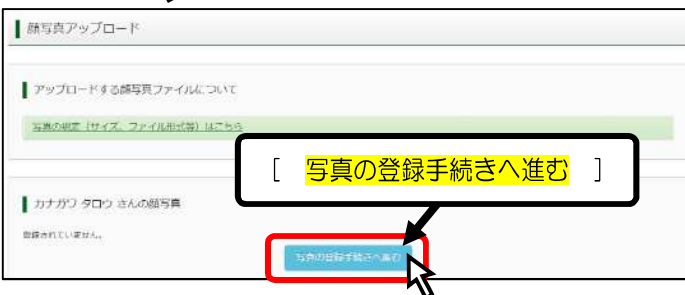 顔写真アップロード
アップロードする顔写真ファイルについて
写真の規定（サイズ、ファイル形式等）はこちら
[ 写真の登録手続きへ進む ]
カナガワ タロウ さんの顔写真
登録されていません。
写真の登録手続きへ進む